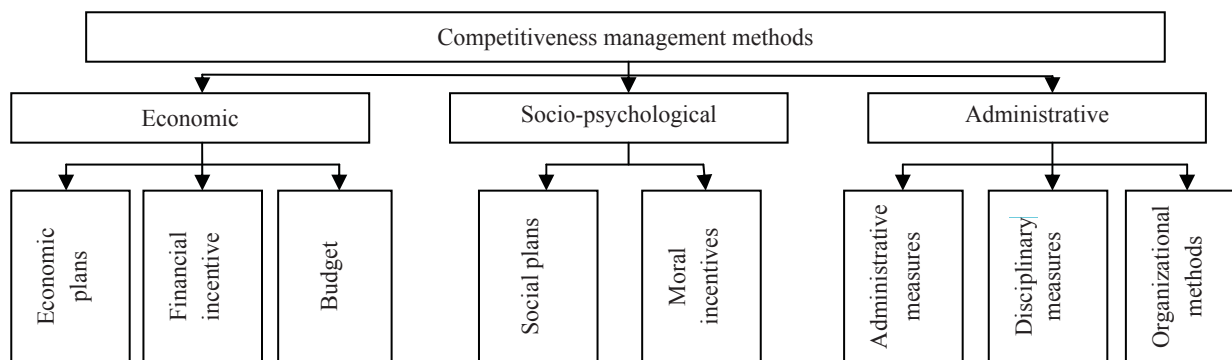 Competitiveness management methods
Economic
Socio-psychological
Administrative
Economic
plans
Financial
incentive
Budget
Social plans
Moral
incentives
Administrative
measures
Disciplinary
measures
Organizational
methods